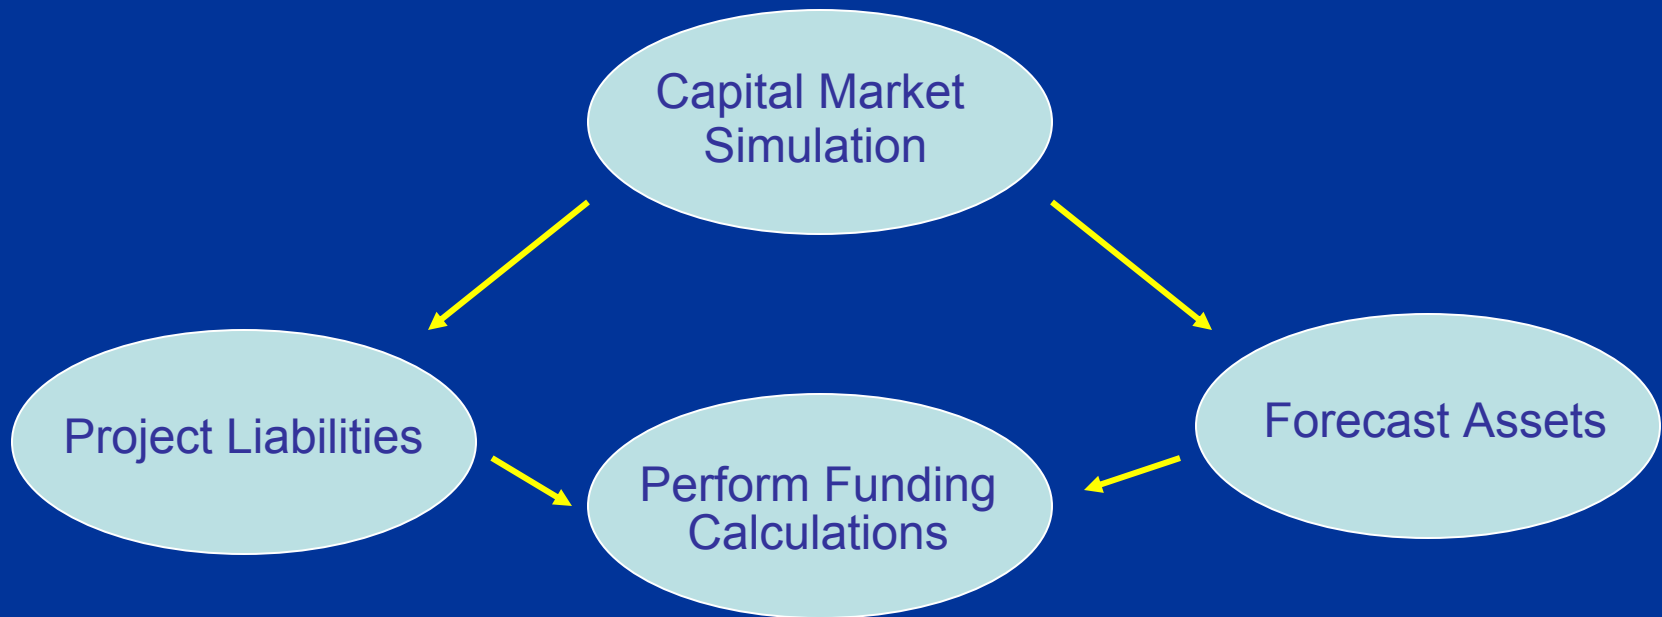 Capital Market
Simulation
Project Liabilities
Forecast Assets
Perform Funding
Calculations